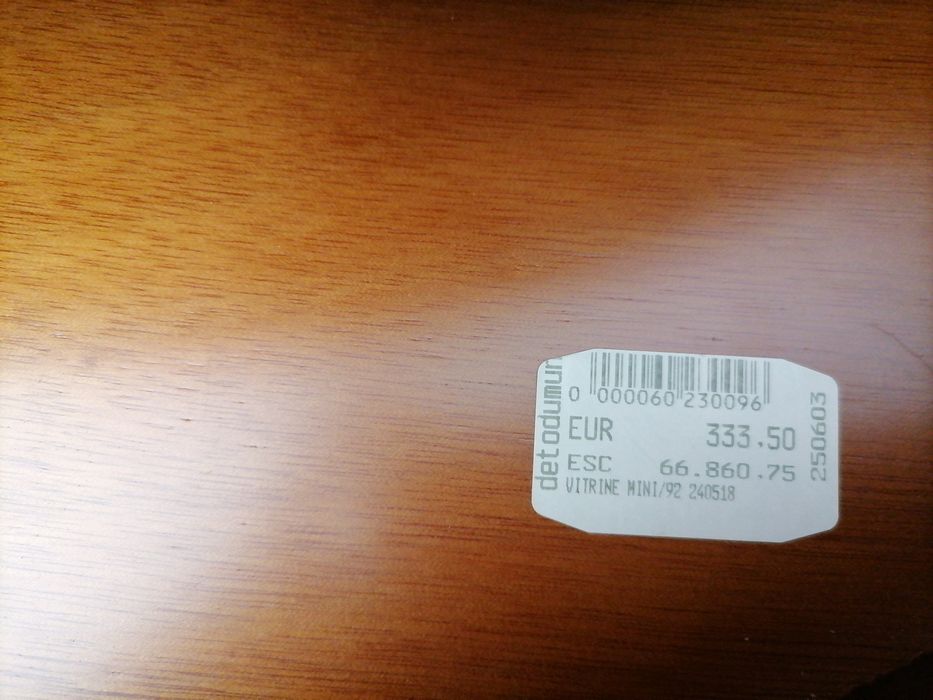 detodumun
0 000060 230096
EUR 333.50
ESC 66.860.75
VITRINE MINI/92 240518
250603